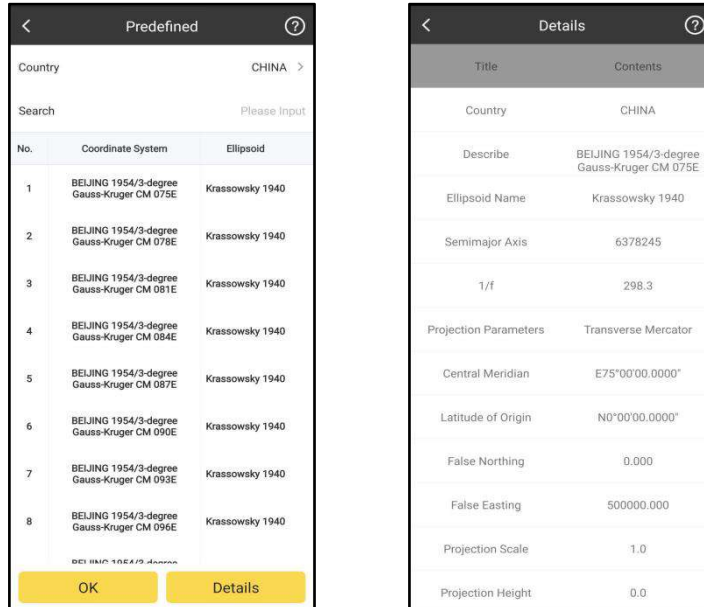 Predefined ?
Country CHINA >
Search Please Input
No. Coordinate System Ellipsoid
1 BEIJING 1954/3-degree Gauss-Kruger CM 075E Krassowsky 1940
2 BEIJING 1954/3-degree Gauss-Kruger CM 078E Krassowsky 1940
3 BEIJING 1954/3-degree Gauss-Kruger CM 081E Krassowsky 1940
4 BEIJING 1954/3-degree Gauss-Kruger CM 084E Krassowsky 1940
5 BEIJING 1954/3-degree Gauss-Kruger CM 087E Krassowsky 1940
6 BEIJING 1954/3-degree Gauss-Kruger CM 090E Krassowsky 1940
7 BEIJING 1954/3-degree Gauss-Kruger CM 093E Krassowsky 1940
8 BEIJING 1954/3-degree Gauss-Kruger CM 096E Krassowsky 1940
OK Details
Details ?
Title Contents
Country CHINA
Describe BEIJING 1954/3-degree Gauss-Kruger CM 075E
Ellipsoid Name Krassowsky 1940
Semimajor Axis 6378245
1/f 298.3
Projection Parameters Transverse Mercator
Central Meridian E75°00'00.0000"
Latitude of Origin N0°00'00.0000"
False Northing 0.000
False Easting 500000.000
Projection Scale 1.0
Projection Height 0.0